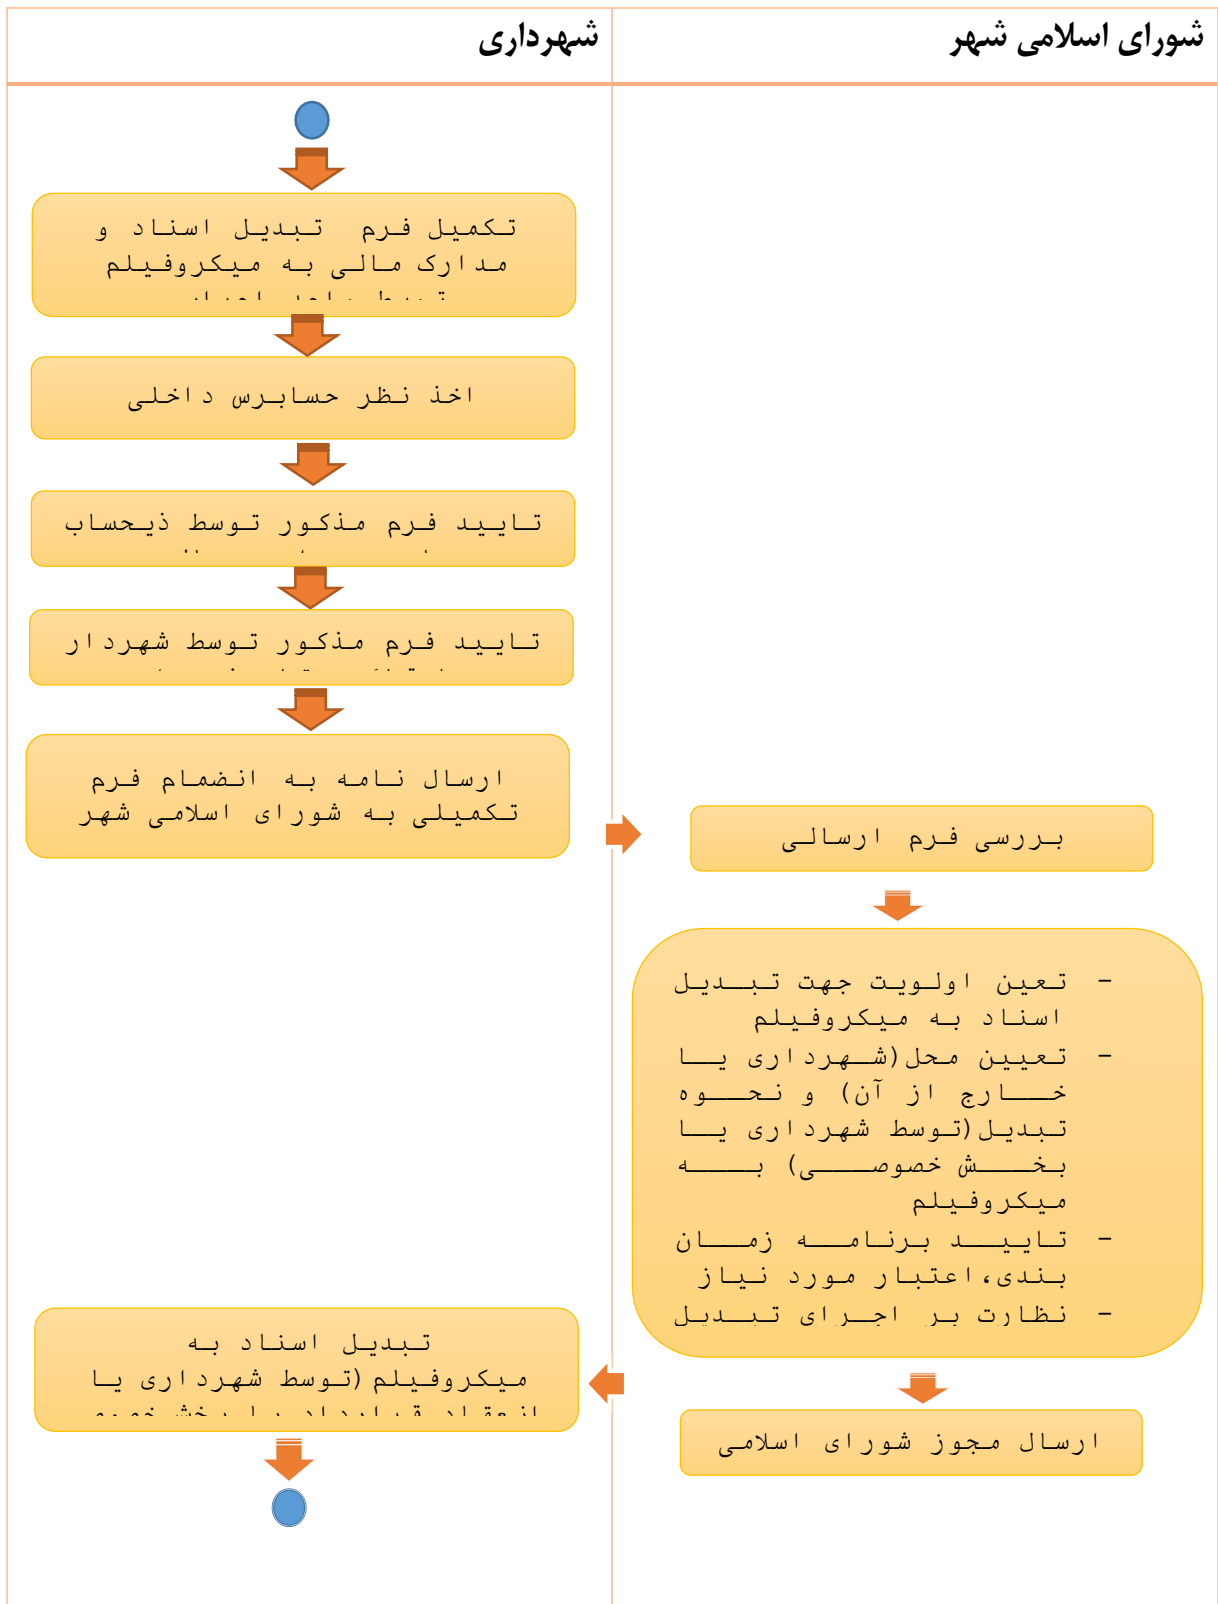 شورای اسلامی شهر
شهرداری
تکمیل فرم تبدیل اسناد و
مدارک مالی به میکروفیلم
اخذ نظر حسابرس داخلی
تایید فرم مذکور توسط ذیحساب
تایید فرم مذکور توسط شهردار
ارسال نامه به انضمام فرم
تکمیلی به شورای اسلامی شهر
بررسی فرم ارسالی
- تعین اولویت جهت تبدیل
اسناد به میکروفیلم
- تعیین محل(شهرداری یا
خارج از آن) و نحوه
تبدیل(توسط شهرداری یا
بخش خصوصی) به
میکروفیلم
- تایید برنامه زمان
بندی،اعتبار مورد نیاز
- نظارت بر اجرای تبدیل
ارسال مجوز شورای اسلامی
تبدیل اسناد به
میکروفیلم(توسط شهرداری یا
انعقاد قرارداد با بخش